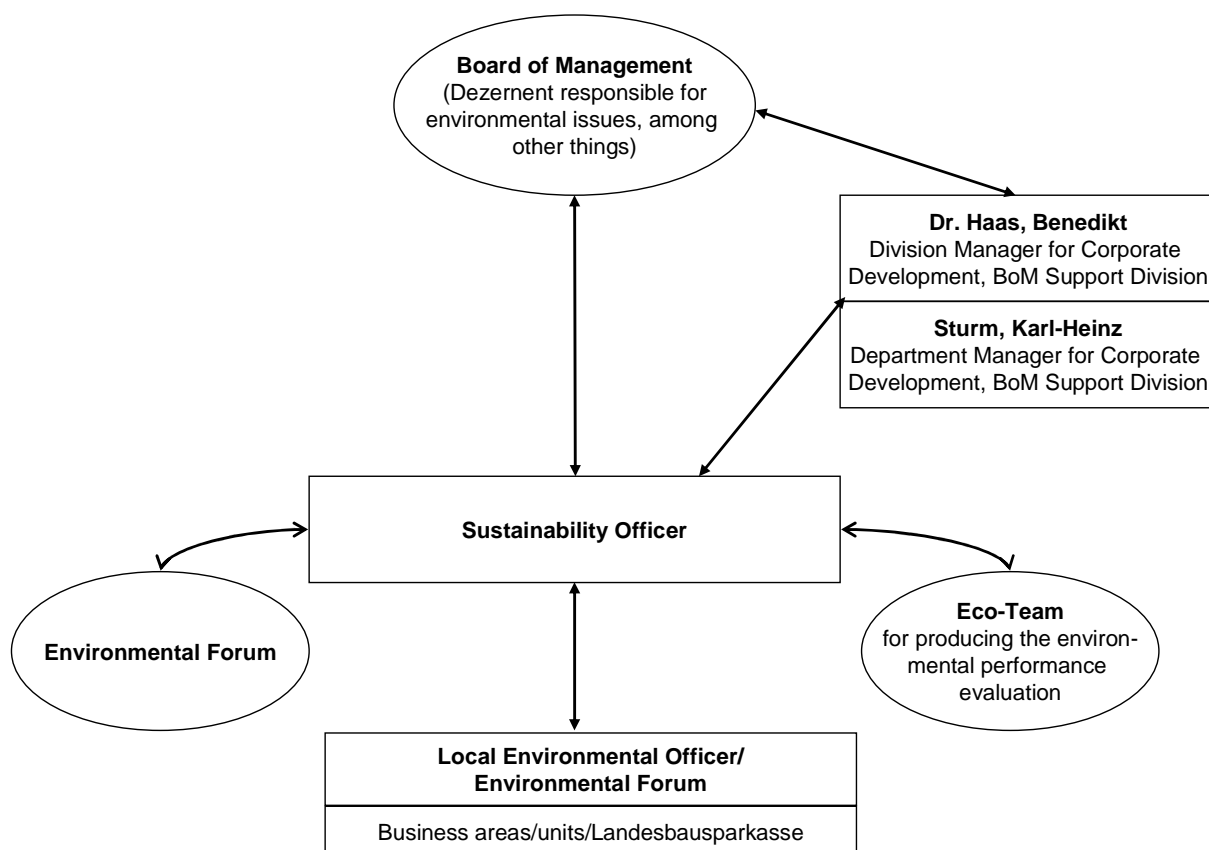 Board of Management
(Dezernent responsible for
environmental issues, among
other things)
Dr. Haas, Benedikt
Division Manager for Corporate
Development, BoM Support Division
Sturm, Karl-Heinz
Department Manager for Corporate
Development, BoM Support Division
Sustainability Officer
Environmental Forum
Eco-Team
for producing the environ-
mental performance
evaluation
Local Environmental Officer/
Environmental Forum
Business areas/units/Landesbausparkasse